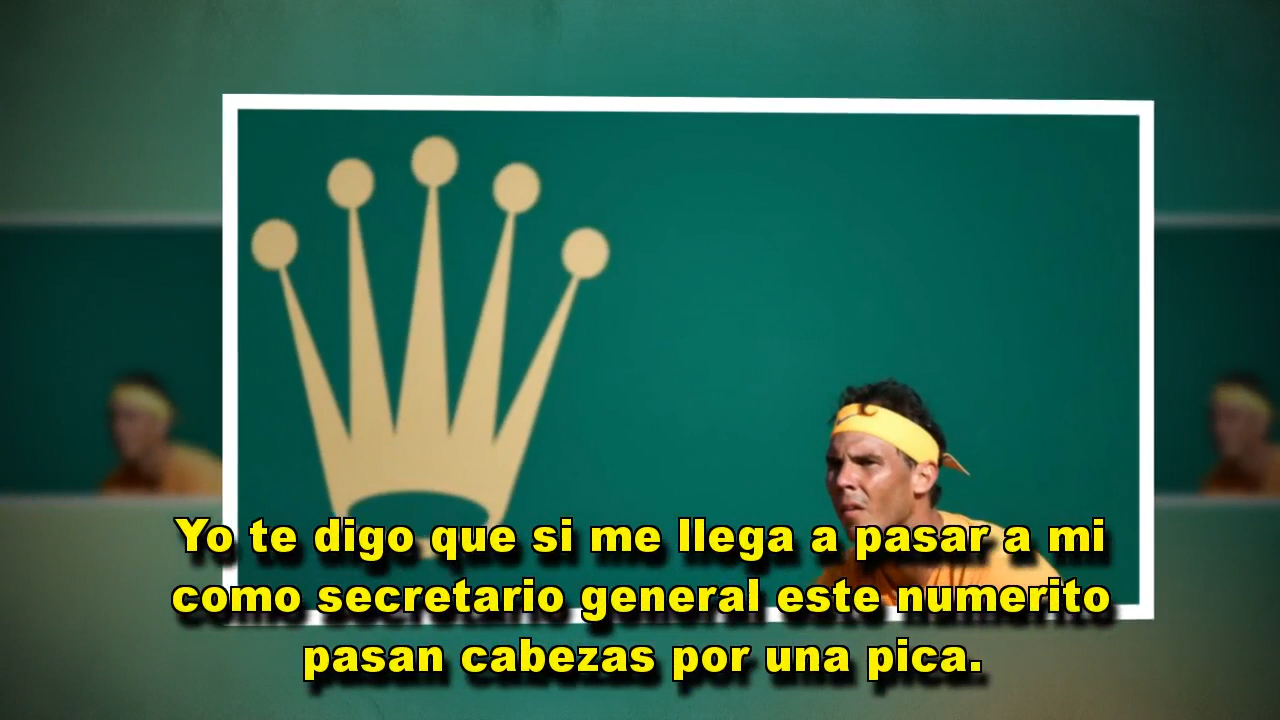 Yo te digo que si me llega a pasar a mi
como secretario general este numerito
pasan cabezas por una pica.